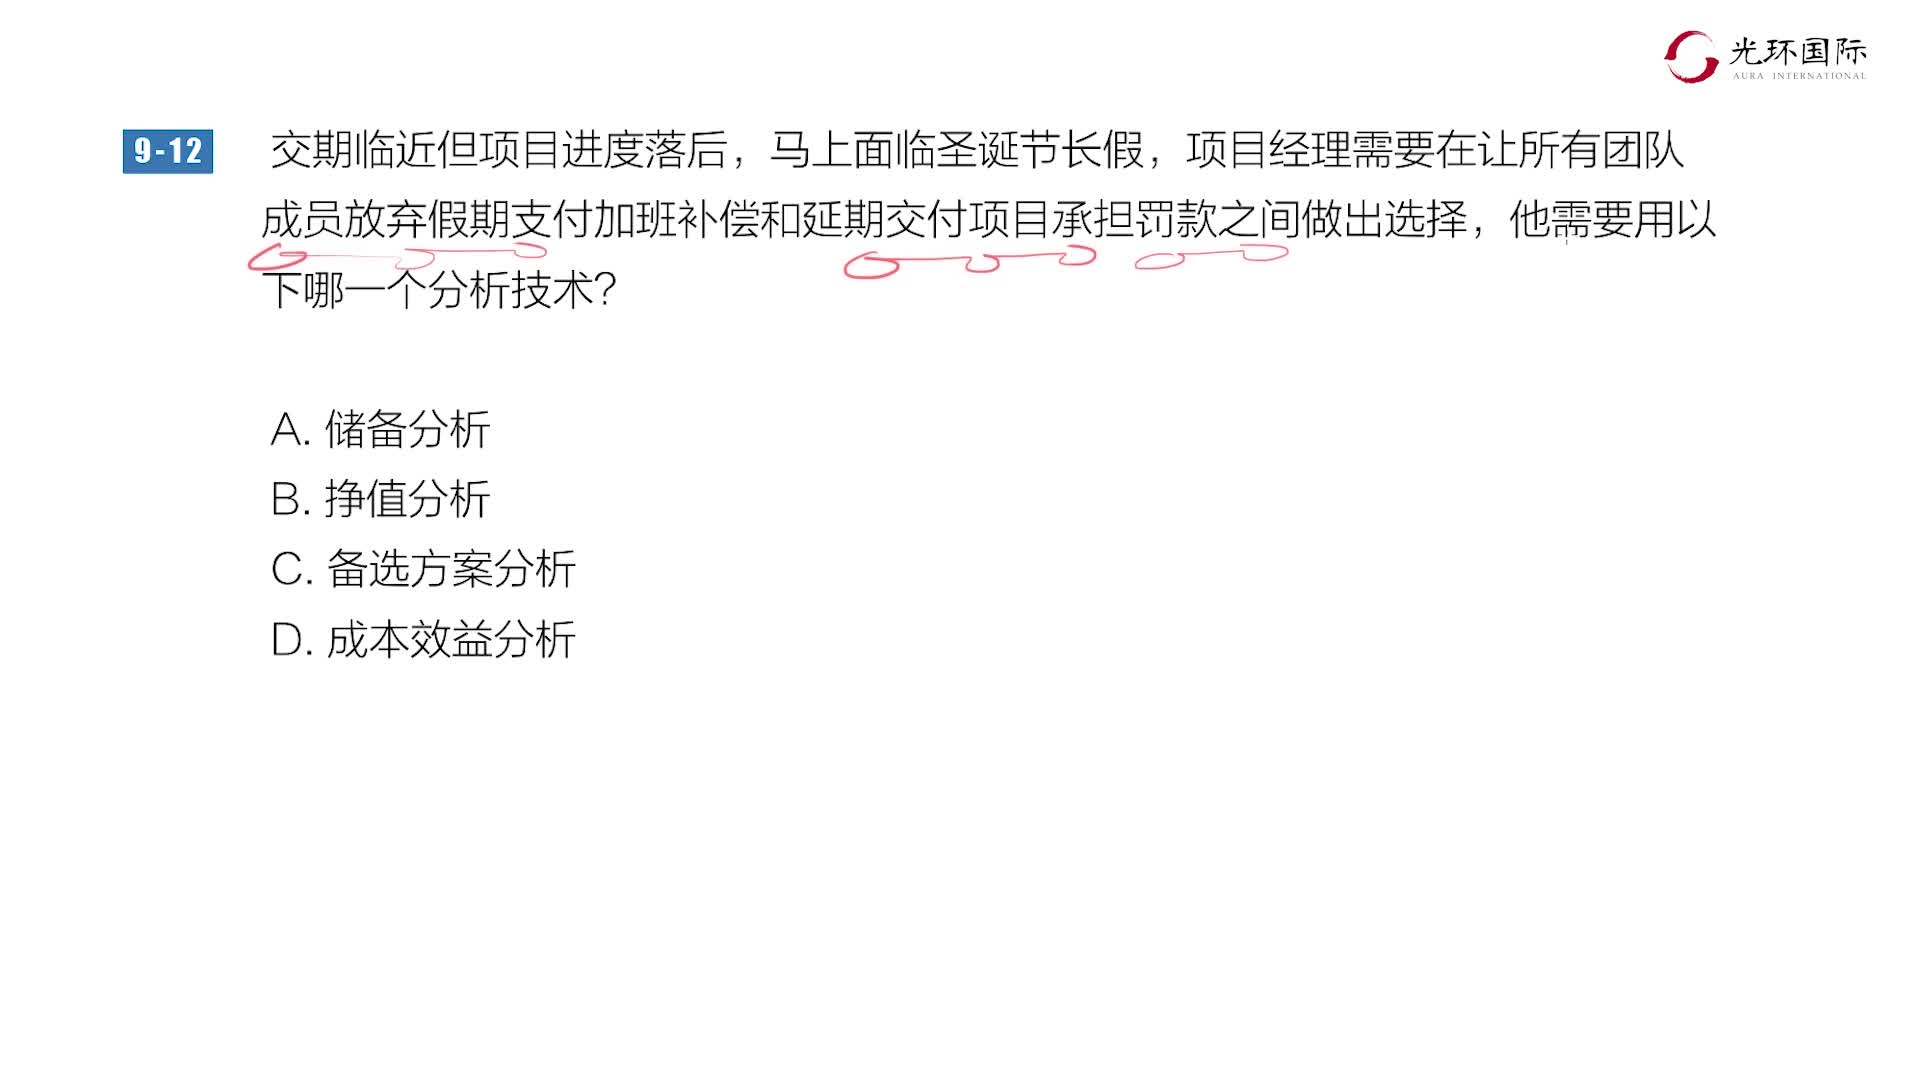 光环国际
AURA INTERNATIONAL
9-12 交期临近但项目进度落后，马上面临圣诞节长假，项目经理需要在让所有团队
成员放弃假期支付加班补偿和延期交付项目承担罚款之间做出选择，他需要用以
下哪一个分析技术？
A. 储备分析
B. 挣值分析
C. 备选方案分析
D. 成本效益分析